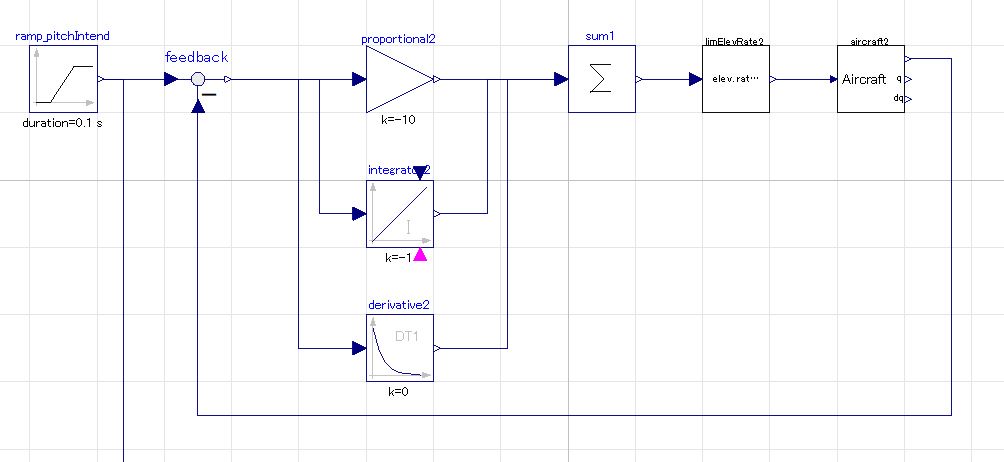 ramp_pitchIntend
duration=0.1 s
feedback
proportional2
k=-10
integrator2
I
k=-1
derivative2
DT1
k=0
sum1
Σ
limElevRate2
elev.rat…
aircraft2
Aircraft
q
dq